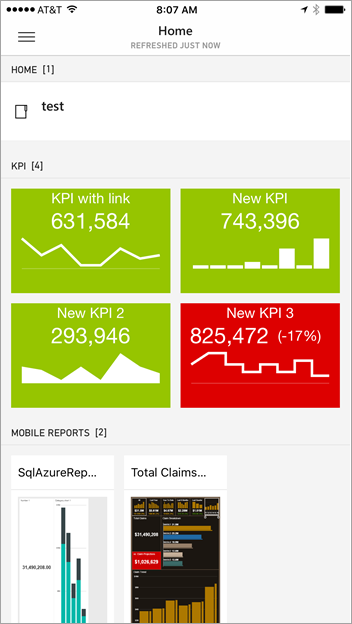 AT&T 8:07 AM
Home
REFRESHED JUST NOW
HOME [1]
test
KPI [4]
KPI with link
631,584
New KPI
743,396
New KPI 2
293,946
New KPI 3
825,472 (-17%)
MOBILE REPORTS [2]
SqlAzureRep...
Total Claims...
31,490,208.00
$31,490,208
$1,026,629